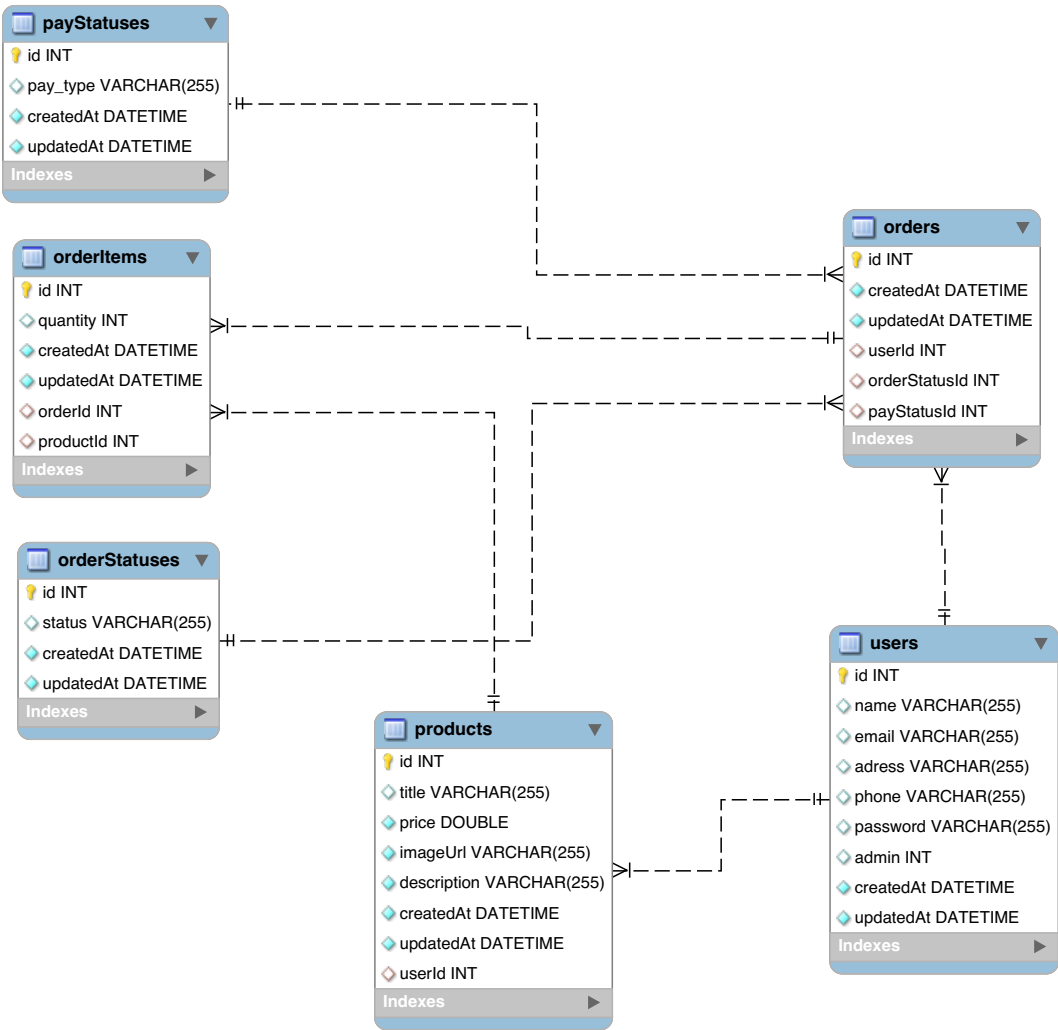 payStatuses
id INT
pay_type VARCHAR(255)
createdAt DATETIME
updatedAt DATETIME
Indexes
orderItems
id INT
quantity INT
createdAt DATETIME
updatedAt DATETIME
orderId INT
productId INT
Indexes
orderStatuses
id INT
status VARCHAR(255)
createdAt DATETIME
updatedAt DATETIME
Indexes
products
id INT
title VARCHAR(255)
price DOUBLE
imageUrl VARCHAR(255)
description VARCHAR(255)
createdAt DATETIME
updatedAt DATETIME
userId INT
Indexes
orders
id INT
createdAt DATETIME
updatedAt DATETIME
userId INT
orderStatusId INT
payStatusId INT
Indexes
users
id INT
name VARCHAR(255)
email VARCHAR(255)
adress VARCHAR(255)
phone VARCHAR(255)
password VARCHAR(255)
admin INT
createdAt DATETIME
updatedAt DATETIME
Indexes